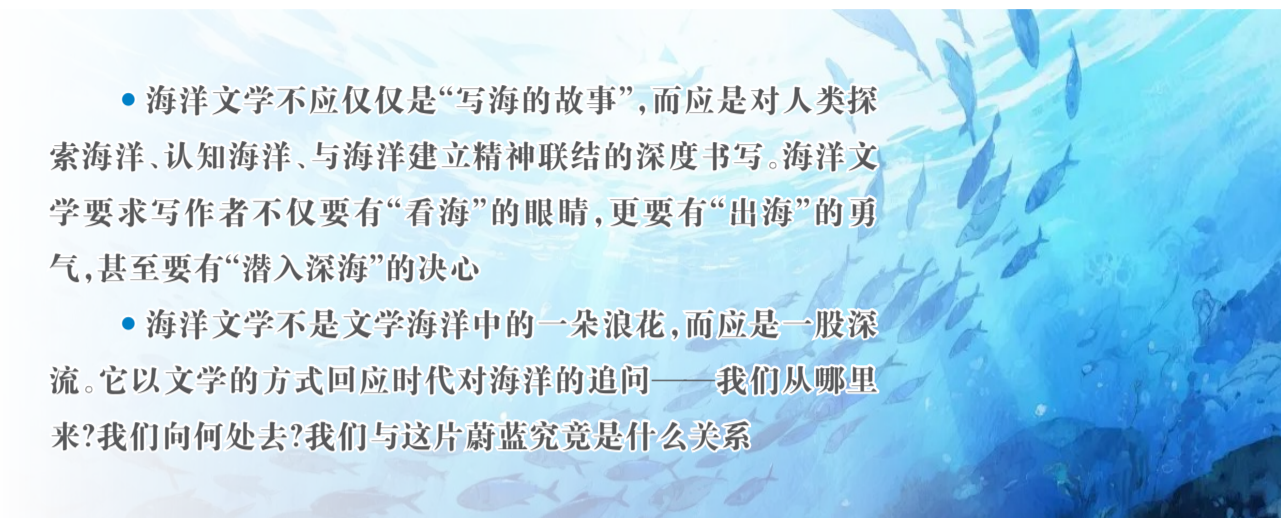 •海洋文学不应仅仅是“写海的故事”,而应是对人类探
索海洋、认知海洋、与海洋建立精神联结的深度书写。海洋文
学要求写作者不仅要有“看海”的眼睛,更要有“出海”的勇
气,甚至要有“潜入深海”的决心
•海洋文学不是文学海洋中的一朵浪花,而应是一股深
流。它以文学的方式回应时代对海洋的追问——我们从哪里
来?我们向何处去?我们与这片蔚蓝究竟是什么关系